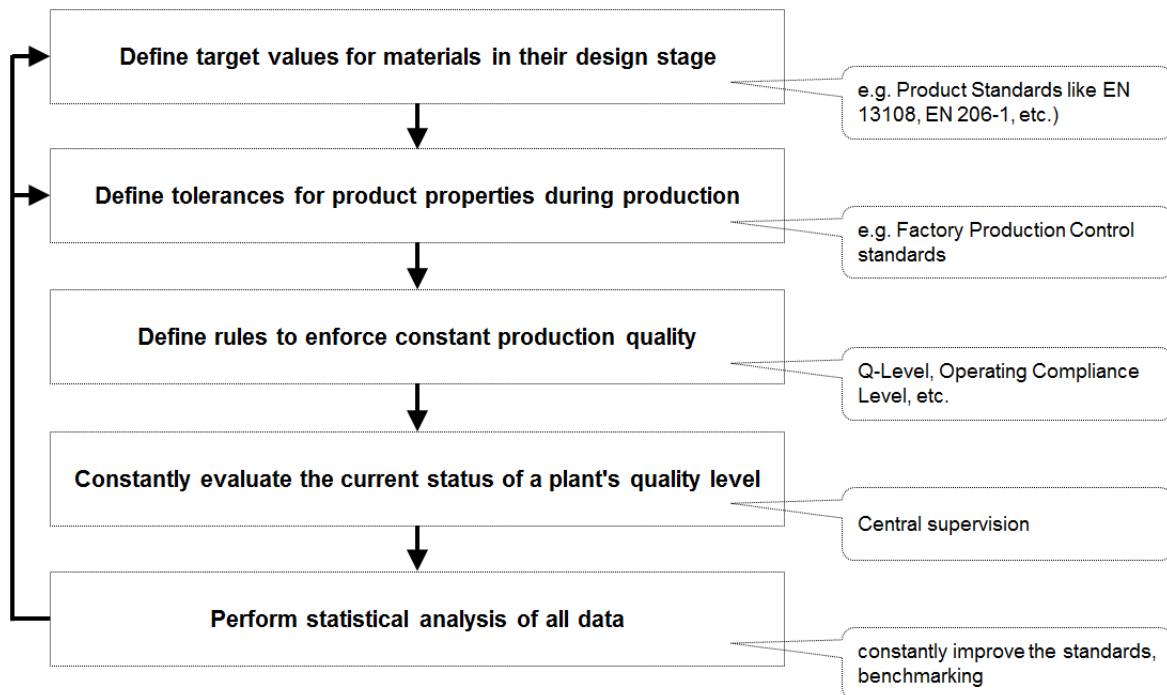 Define target values for materials in their design stage
e.g. Product Standards like EN
13108, EN 206-1, etc.)
Define tolerances for product properties during production
e.g. Factory Production Control
standards
Define rules to enforce constant production quality
Q-Level, Operating Compliance
Level, etc.
Constantly evaluate the current status of a plant's quality level
Central supervision
Perform statistical analysis of all data
constantly improve the standards,
benchmarking